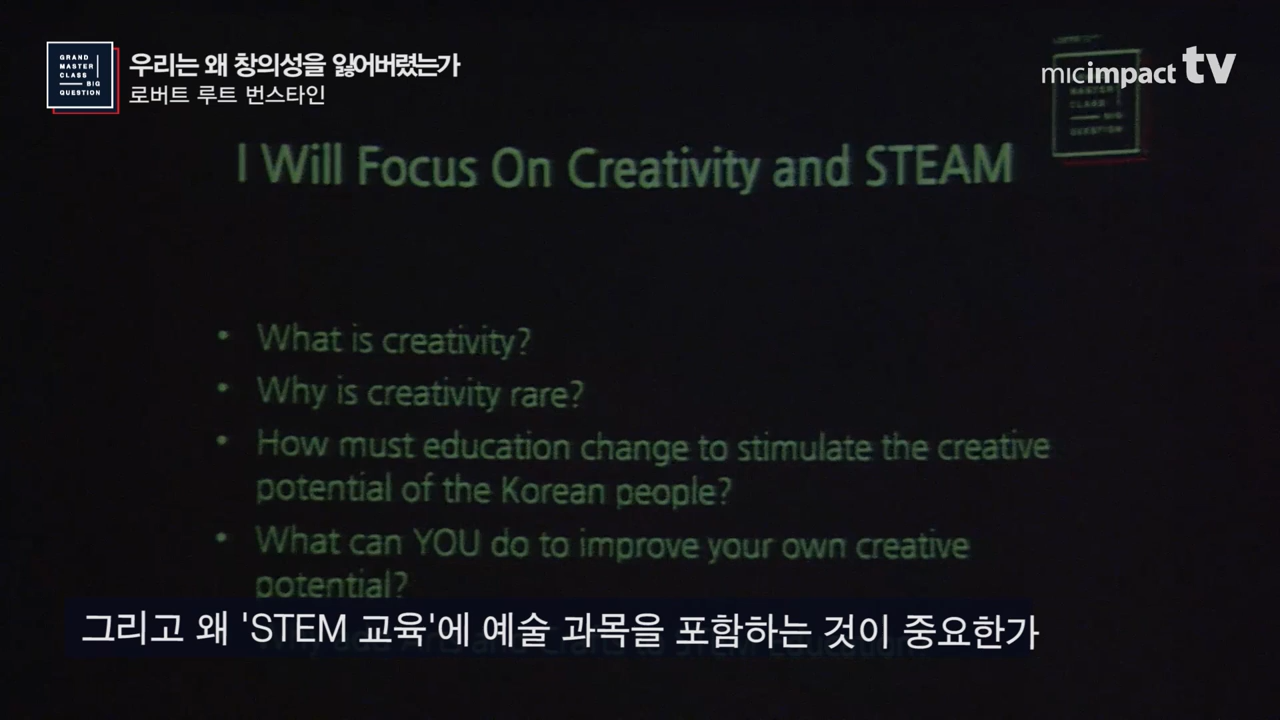 GRAND
MASTER
CLASS
BIG
QUESTION
우리는 왜 창의성을 잃어버렸는가
로버트 루트 번스타인
micimpact tv
MASTER
CLASS
BIG
QUESTION
I Will Focus On Creativity and STEAM
• What is creativity?
• Why is creativity rare?
• How must education change to stimulate the creative
potential of the Korean people?
• What can YOU do to improve your own creative
potential?
그리고 왜 'STEM 교육'에 예술 과목을 포함하는 것이 중요한가